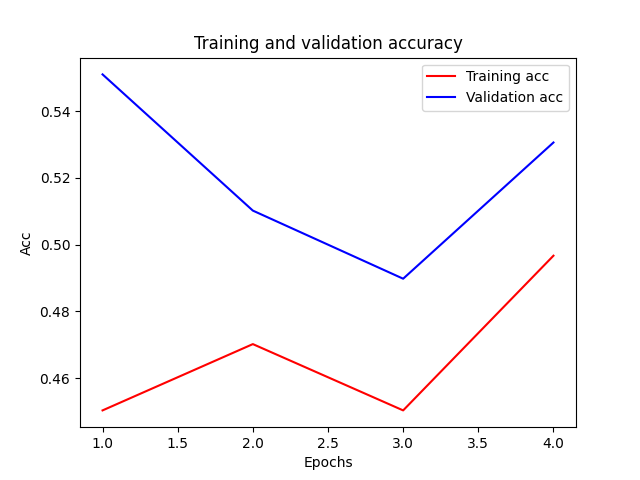 Training and validation accuracy
Training acc
Validation acc
0.54
0.52
0.50
0.48
0.46
Acc
1.0 1.5 2.0 2.5 3.0 3.5 4.0
Epochs